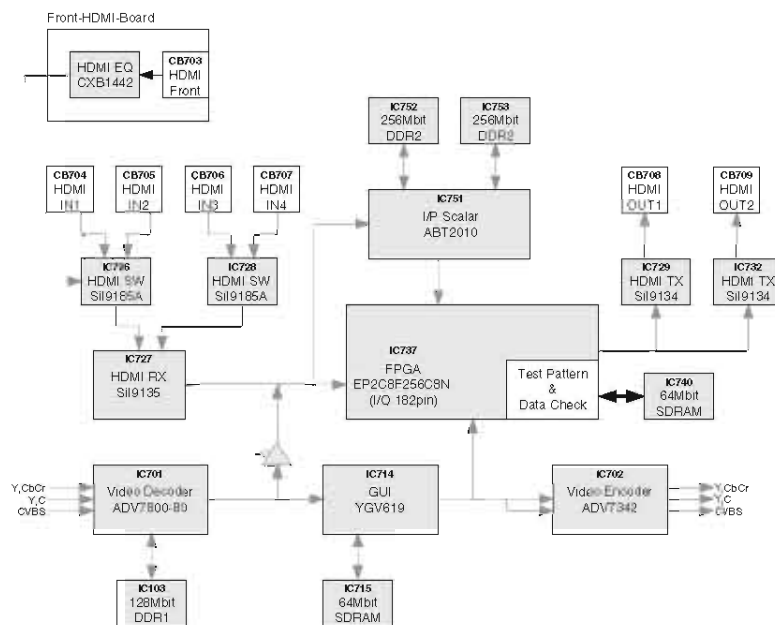 Front-HDMI-Board
HDMI EQ
CXB1442
CB703
HDMI
Front
IC752
256Mbit
DDR2
IC753
256Mbit
DDR2
CB704
HDMI
IN1
CB705
HDMI
IN2
CB706
HDMI
IN3
CB707
HDMI
IN4
IC751
I/P Scalar
ABT2010
CB708
HDMI
OUT1
CB709
HDMI
OUT2
IC726
HDMI SW
SiI9185A
IC728
HDMI SW
SiI9185A
IC729
HDMI TX
SiI9134
IC732
HDMI TX
SiI9134
IC727
HDMI RX
SiI9135
IC737
FPGA
EP2C8F256C8N
(I/O 182pin)
Test Pattern
&
Data Check
IC740
64Mbit
SDRAM
Y,CbCr
Y,C
CVBS
IC701
Video Decoder
ADV7800-80
IC714
GUI
YGV619
IC702
Video Encoder
ADV7342
Y,CbCr
Y,C
CVBS
IC103
128Mbit
DDR1
IC715
64Mbit
SDRAM